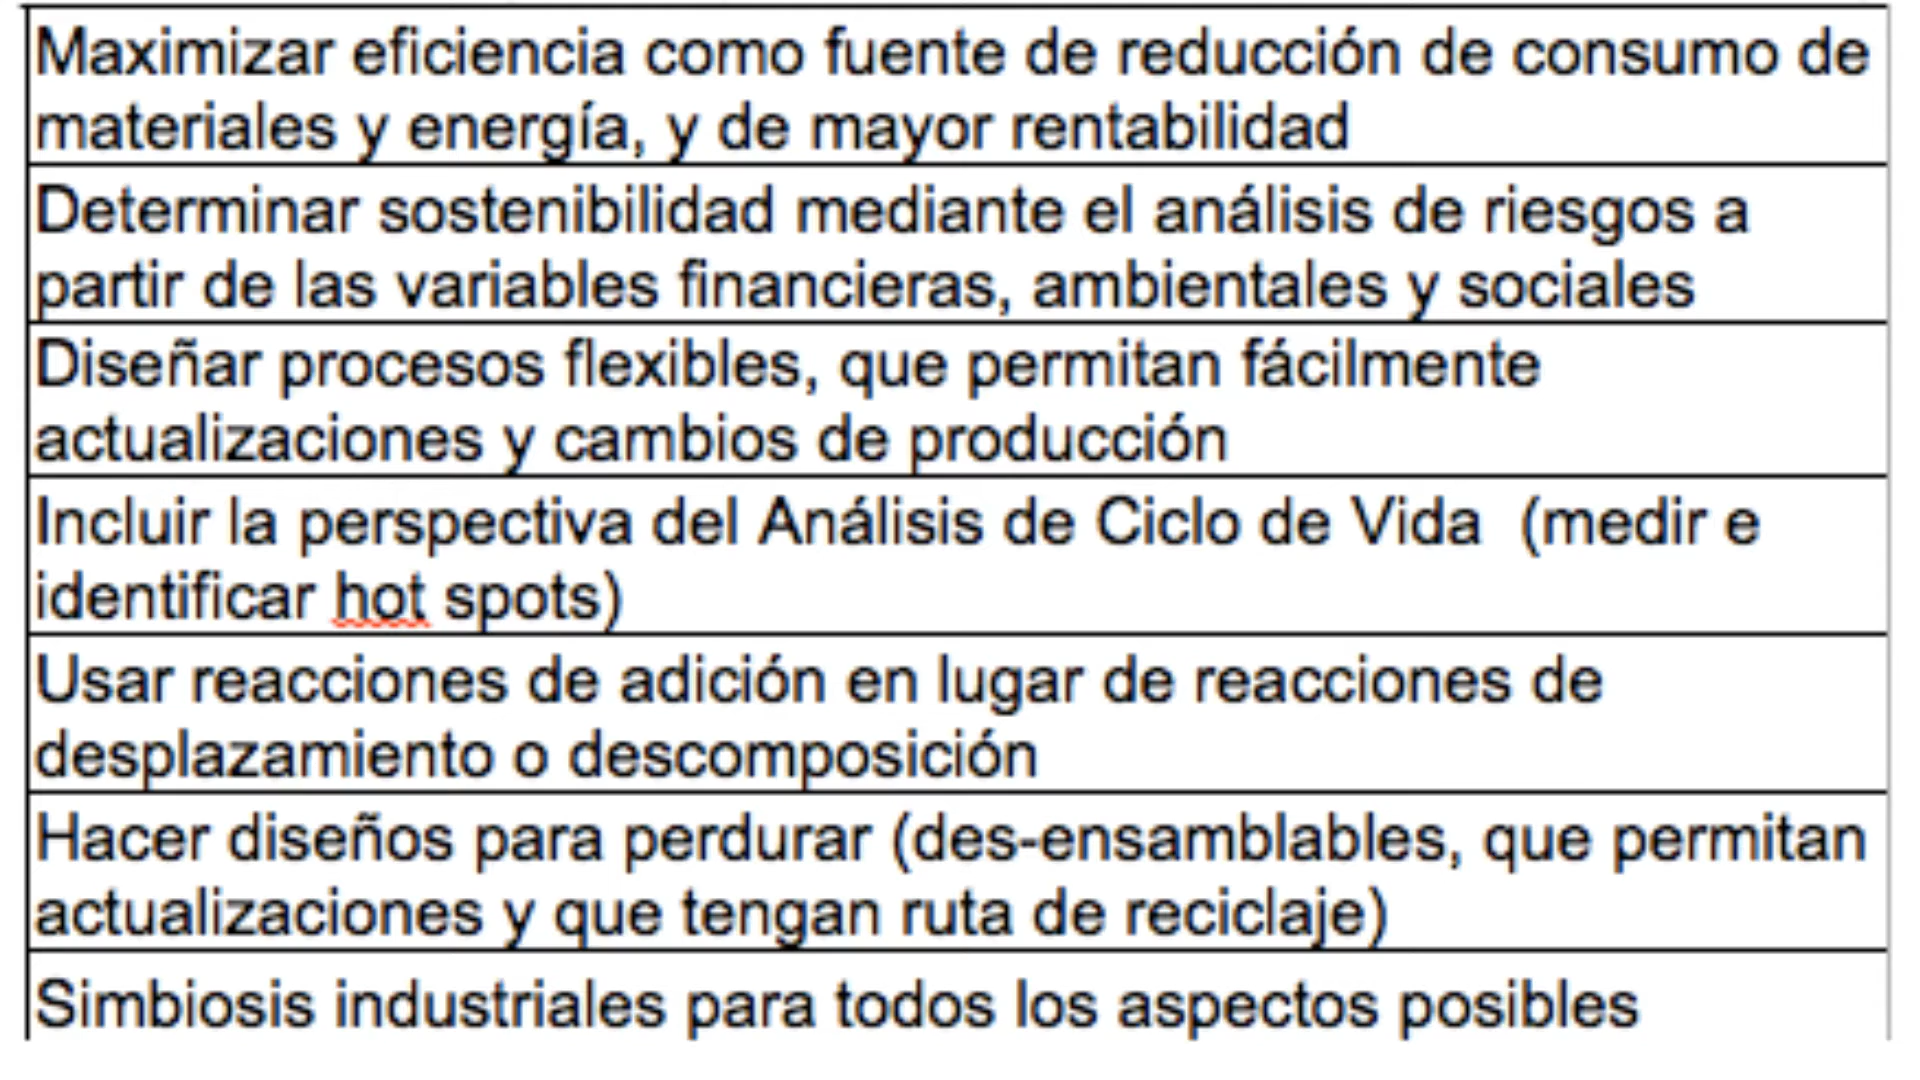 Maximizar eficiencia como fuente de reducción de consumo de
materiales y energía, y de mayor rentabilidad
Determinar sostenibilidad mediante el análisis de riesgos a
partir de las variables financieras, ambientales y sociales
Diseñar procesos flexibles, que permitan fácilmente
actualizaciones y cambios de producción
Incluir la perspectiva del Análisis de Ciclo de Vida  (medir e
identificar hot spots)
Usar reacciones de adición en lugar de reacciones de
desplazamiento o descomposición
Hacer diseños para perdurar (des-ensamblables, que permitan
actualizaciones y que tengan ruta de reciclaje)
Simbiosis industriales para todos los aspectos posibles